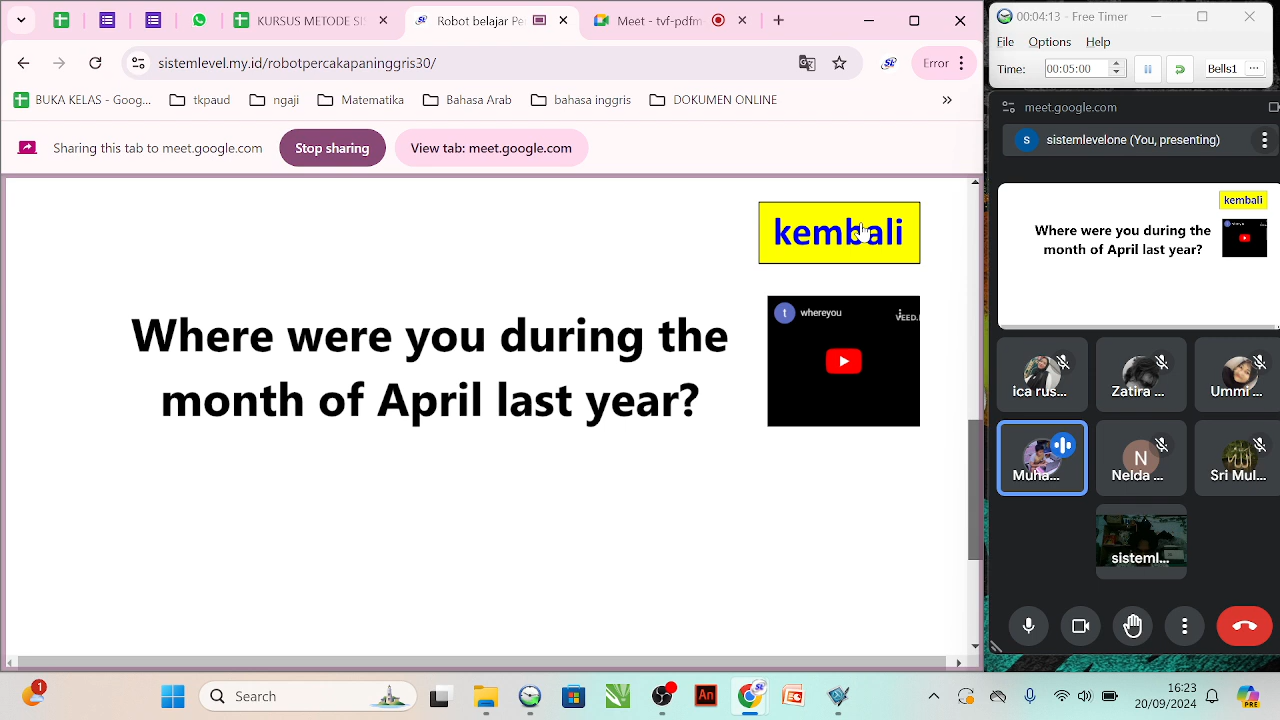 KURSUS METODE SI
Robot belajar Pe
Meet - tvf-pdfm
sistemlevel.my.id/robotpercakapaninggris30/
Error
BUKA KELAS - Goog...
tkpaud
ngaji
Matematika
Bahasa Arab
bahasa inggris
DOKUMEN ONLINE
Sharing this tab to meet.google.com
Stop sharing
View tab: meet.google.com
kembali
Where were you during the
month of April last year?
t
whereyou
VEED.I
00:04:13 - Free Timer
File
Options
Help
Time:
00:05:00
Bells1
...
meet.google.com
S
sistemlevelone (You, presenting)
kembali
Where were you during the
month of April last year?
ica rus...
Zatira ...
Ummi ...
Muha...
N
Nelda ...
Sri Mul...
sisteml...
1
Search
An
16:23
20/09/2024
PRE